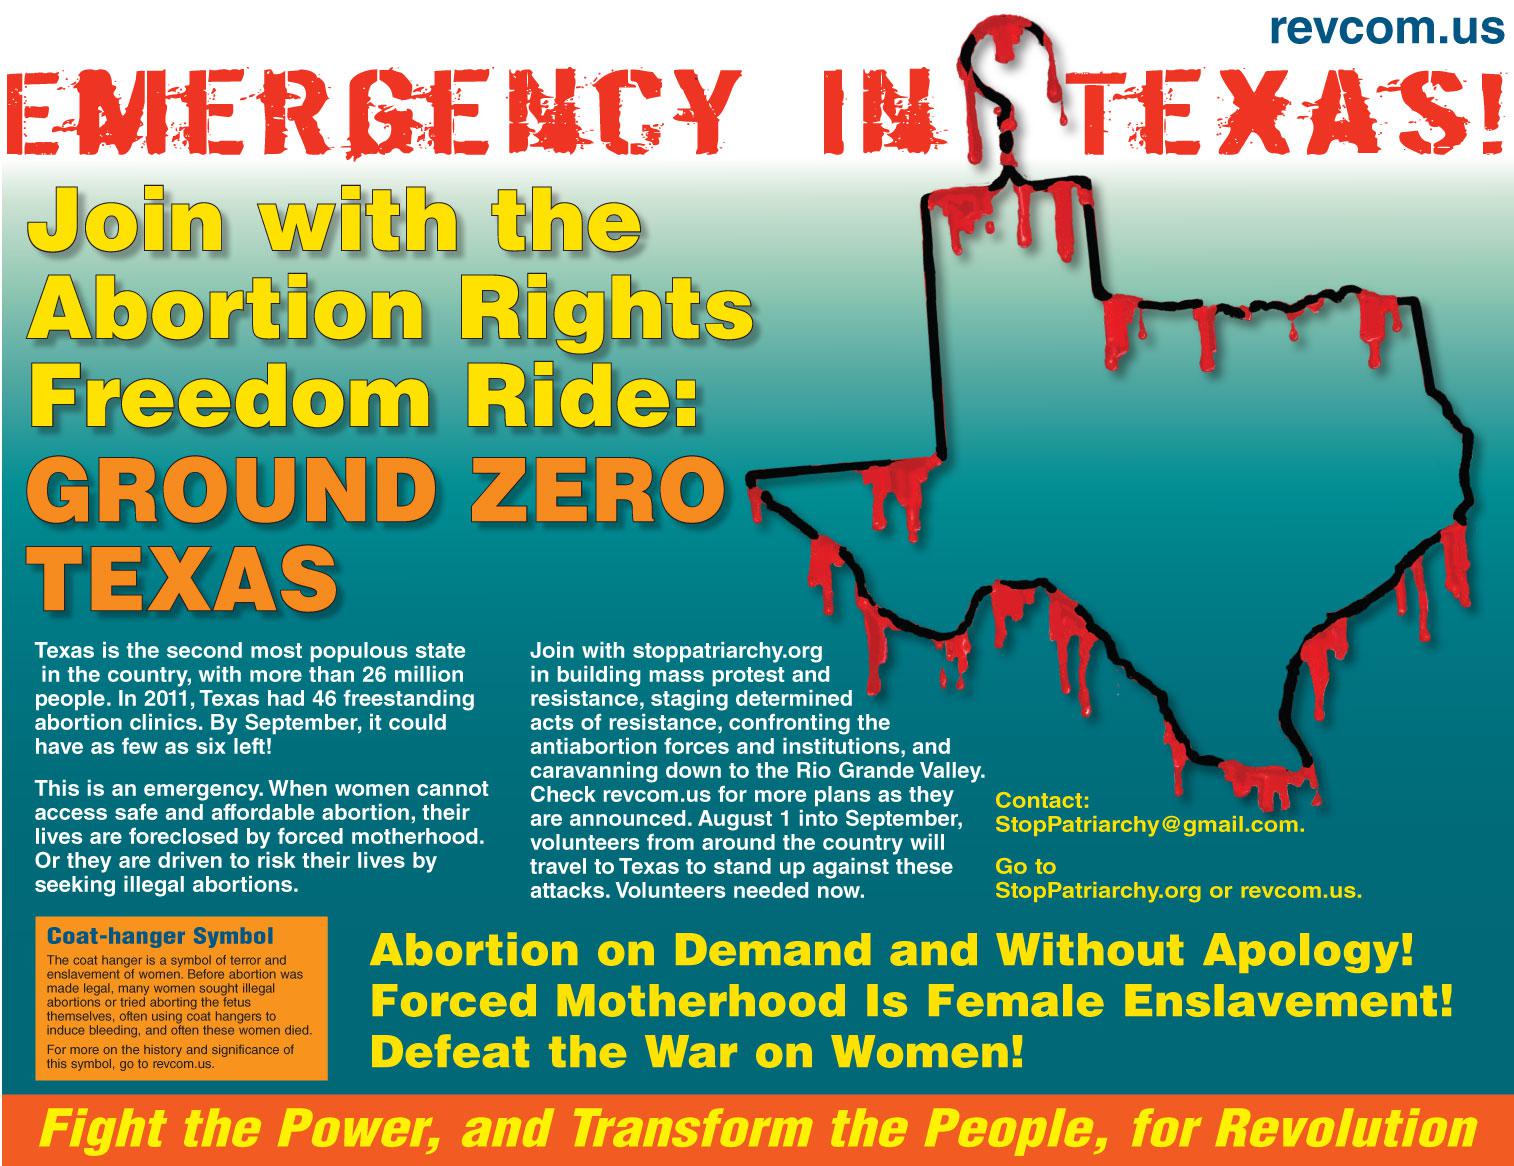 revcom.us
EMERGENCY IN TEXAS!
Join with the
Abortion Rights
Freedom Ride:
GROUND ZERO
TEXAS
Texas is the second most populous state
in the country, with more than 26 million
people. In 2011, Texas had 46 freestanding
abortion clinics. By September, it could
have as few as six left!
This is an emergency. When women cannot
access safe and affordable abortion, their
lives are foreclosed by forced motherhood.
Or they are driven to risk their lives by
seeking illegal abortions.
Join with stoppatriarchy.org
in building mass protest and
resistance, staging determined
acts of resistance, confronting the
antiabortion forces and institutions, and
caravanning down to the Rio Grande Valley.
Check revcom.us for more plans as they
are announced. August 1 into September,
volunteers from around the country will
travel to Texas to stand up against these
attacks. Volunteers needed now.
Contact:
StopPatriarchy@gmail.com.
Go to
StopPatriarchy.org or revcom.us.
Coat-hanger Symbol
The coat hanger is a symbol of terror and
enslavement of women. Before abortion was
made legal, many women sought illegal
abortions or tried aborting the fetus
themselves, often using coat hangers to
induce bleeding, and often these women died.
For more on the history and significance of
this symbol, go to revcom.us.
Abortion on Demand and Without Apology!
Forced Motherhood Is Female Enslavement!
Defeat the War on Women!
Fight the Power, and Transform the People, for Revolution